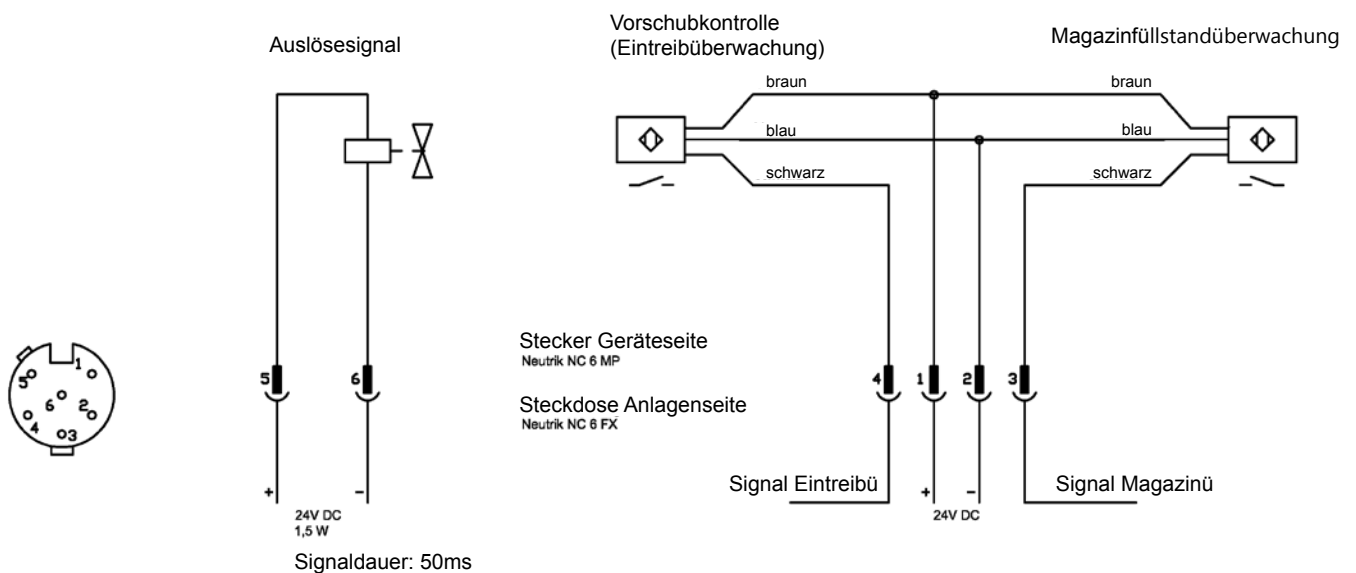 Auslösesignal
Vorschubkontrolle
(Eintreibüberwachung)
Magazinfüllstandüberwachung
braun
braun
blau
blau
schwarz
schwarz
Stecker Geräteseite
Neutrik NC 6 MP
Steckdose Anlagenseite
Neutrik NC 6 FX
5
1
6
2
4
3
5
6
4
1
2
3
Signal Eintreibü
Signal Magazinü
+
-
+
-
24V DC
1,5 W
24V DC
Signaldauer: 50ms